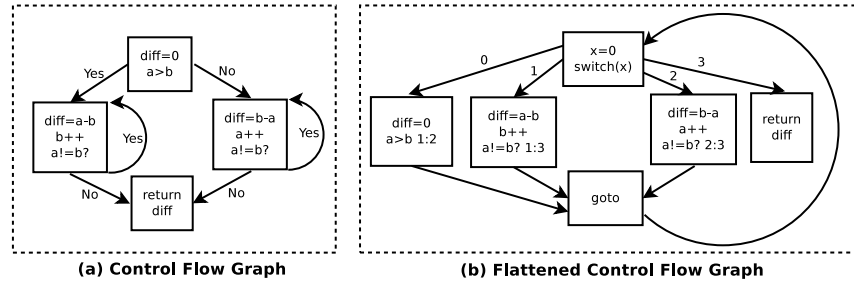 diff=0
a>b
Yes
No
diff=a-b
b++
a!=b?
Yes
diff=b-a
a++
a!=b?
Yes
No
No
return
diff
(a) Control Flow Graph
x=0
switch(x)
0
1
2
3
diff=0
a>b 1:2
diff=a-b
b++
a!=b? 1:3
diff=b-a
a++
a!=b? 2:3
return
diff
goto
(b) Flattened Control Flow Graph